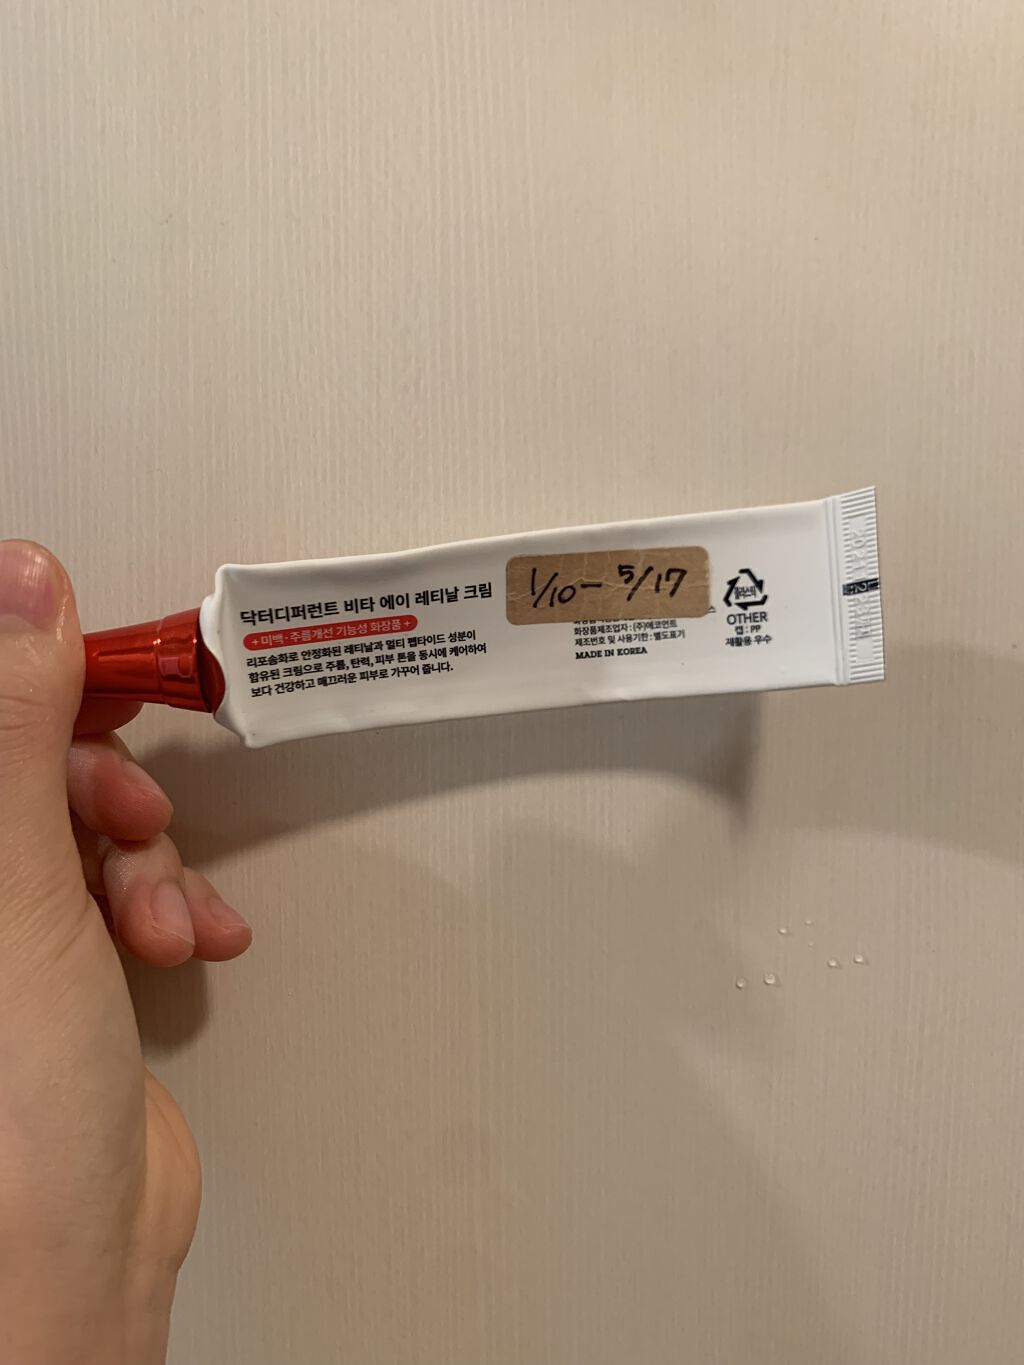 닥터디퍼런트 비타 에이 레티날 크림
+ 미백·주름개선 기능성 화장품 +
리포솜화로 안정화된 레티날과 멀티 펩타이드 성분이
함유된 크림으로 주름, 탄력, 피부 톤을 동시에 케어하여
보다 건강하고 매끄러운 피부로 가꾸어 줍니다.
1/10 - 5/17
화장품제조업자 : (주)에코먼트
제조번호 및 사용기한 : 별도표기
MADE IN KOREA
OTHER
캡 : PP
재활용 우수